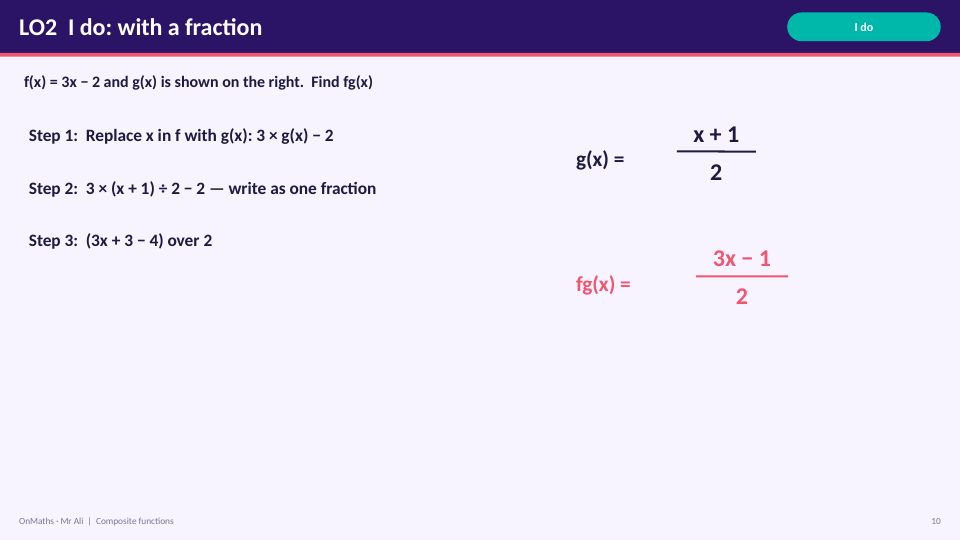 LO2  I do: with a fraction
I do
f(x) = 3x − 2 and g(x) is shown on the right.  Find fg(x)
Step 1:  Replace x in f with g(x): 3 × g(x) − 2
Step 2:  3 × (x + 1) ÷ 2 − 2 — write as one fraction
Step 3:  (3x + 3 − 4) over 2
g(x) =
x + 1
2
fg(x) =
3x − 1
2
OnMaths - Mr Ali  |  Composite functions
10